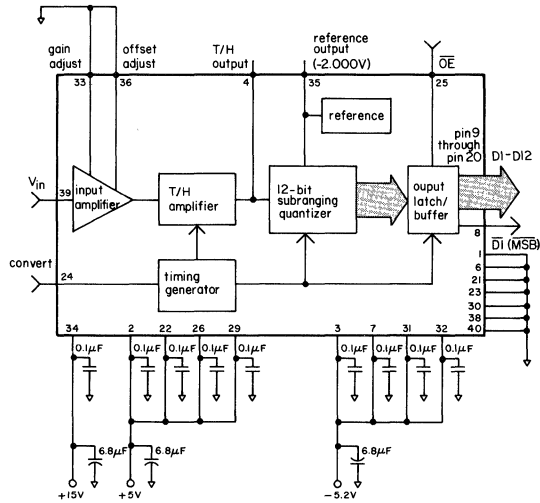 gain
adjust
33
offset
adjust
36
T/H
output
4
reference
output
(-2.000V)
35
OE
25
reference
pin 9
through
pin 20
D1-D12
Vin
39
input
amplifier
T/H
amplifier
12-bit
subranging
quantizer
ouput
latch/
buffer
8
D1 (MSB)
convert
24
timing
generator
1
6
21
23
30
38
40
34
2
22
26
29
3
7
31
32
0.1μF
0.1μF
0.1μF
0.1μF
0.1μF
0.1μF
0.1μF
0.1μF
0.1μF
6.8μF
6.8μF
6.8μF
+15V
+5V
-5.2V